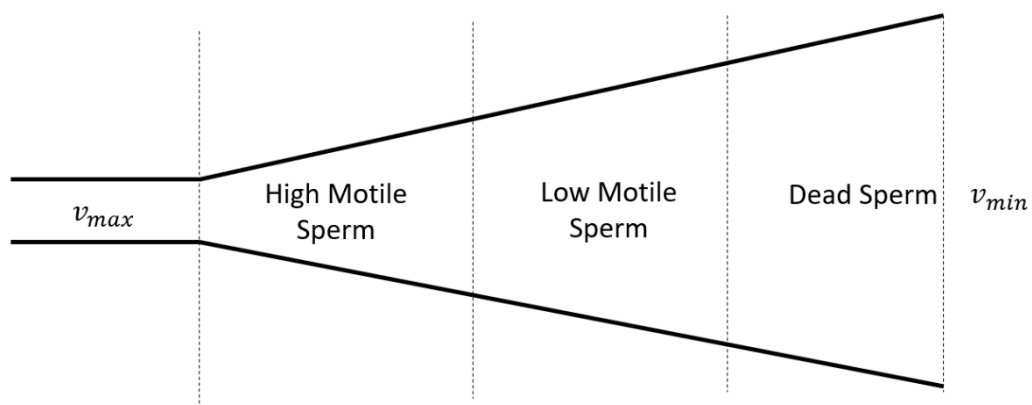 v_max
High Motile
Sperm
Low Motile
Sperm
Dead Sperm
v_min